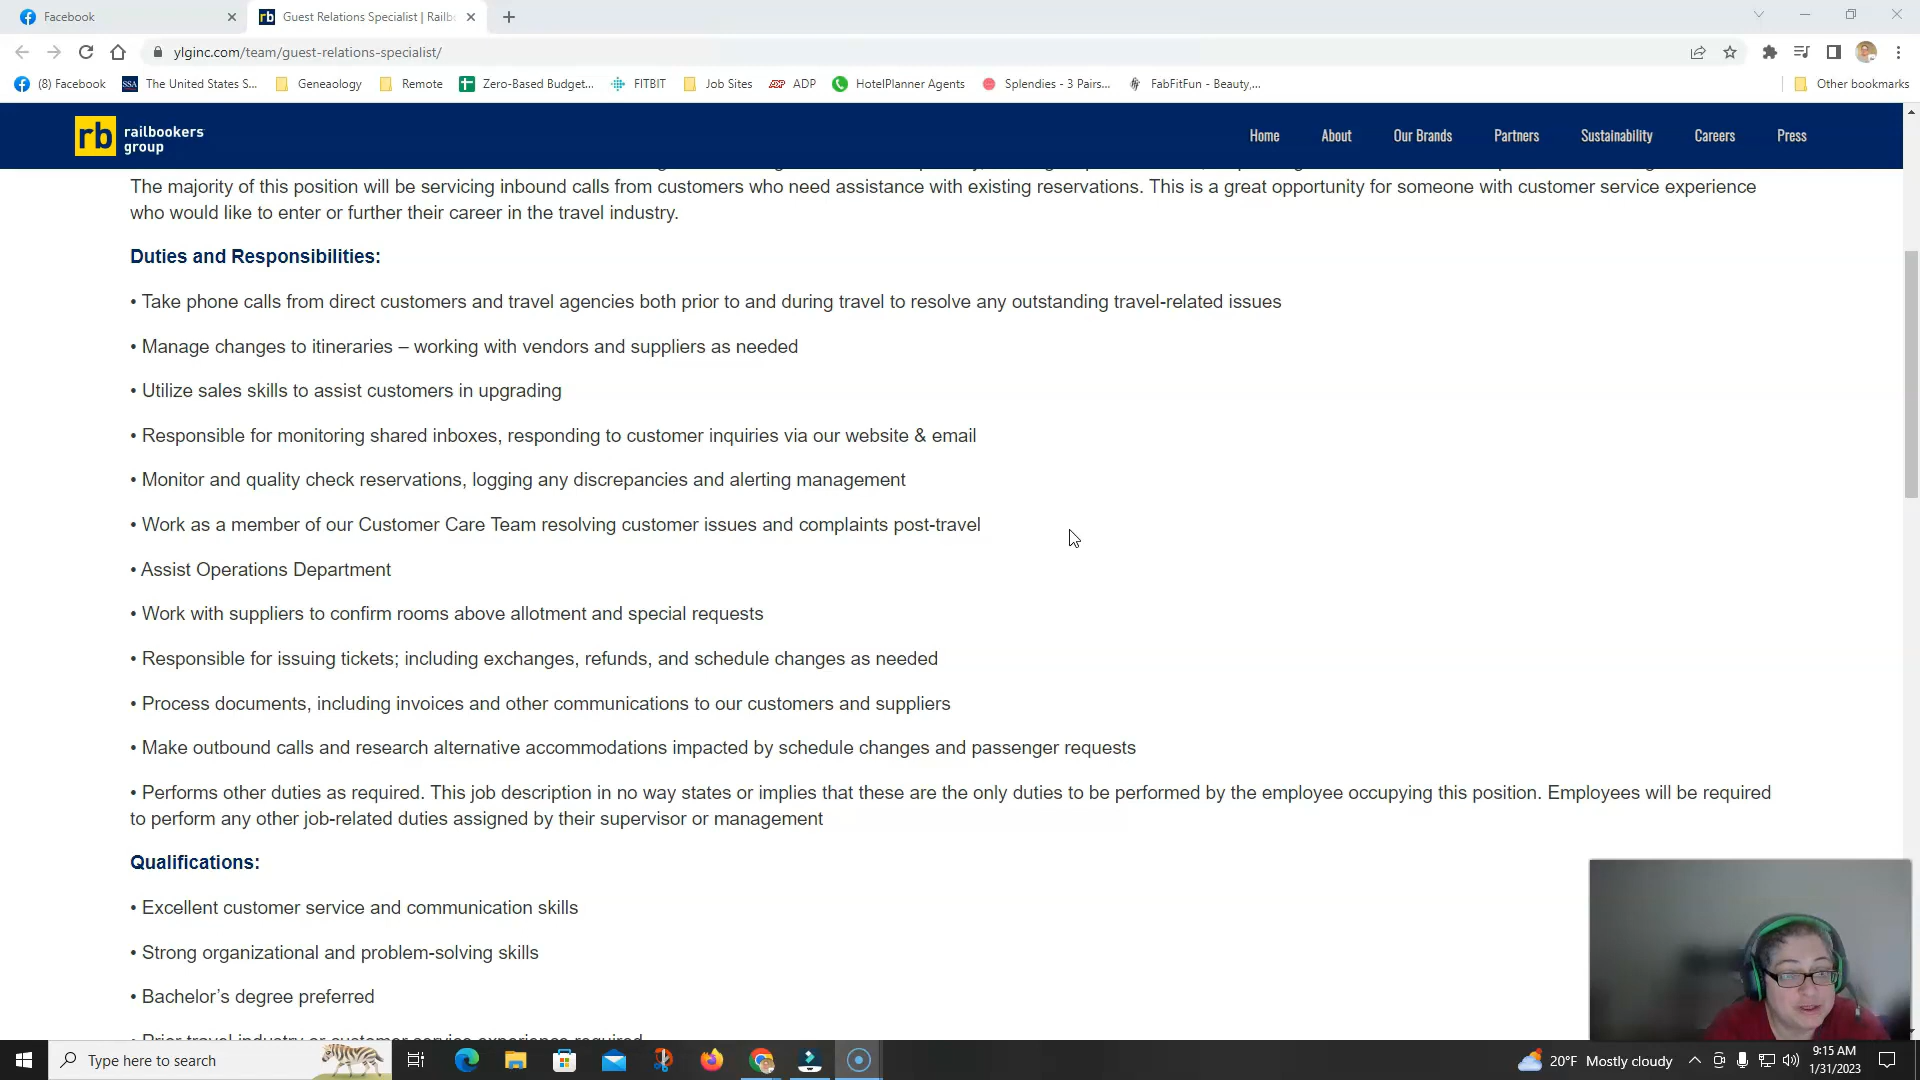 Facebook
Guest Relations Specialist | Railb
ylginc.com/team/guest-relations-specialist/
(8) Facebook
SSA
The United States S...
Geneaology
Remote
Zero-Based Budget...
FITBIT
Job Sites
ADP
HotelPlanner Agents
Splendies - 3 Pairs...
FabFitFun - Beauty,...
Other bookmarks
rb railbookers group
Home
About
Our Brands
Partners
Sustainability
Careers
Press
The majority of this position will be servicing inbound calls from customers who need assistance with existing reservations. This is a great opportunity for someone with customer service experience
who would like to enter or further their career in the travel industry.
Duties and Responsibilities:
• Take phone calls from direct customers and travel agencies both prior to and during travel to resolve any outstanding travel-related issues
• Manage changes to itineraries – working with vendors and suppliers as needed
• Utilize sales skills to assist customers in upgrading
• Responsible for monitoring shared inboxes, responding to customer inquiries via our website & email
• Monitor and quality check reservations, logging any discrepancies and alerting management
• Work as a member of our Customer Care Team resolving customer issues and complaints post-travel
• Assist Operations Department
• Work with suppliers to confirm rooms above allotment and special requests
• Responsible for issuing tickets; including exchanges, refunds, and schedule changes as needed
• Process documents, including invoices and other communications to our customers and suppliers
• Make outbound calls and research alternative accommodations impacted by schedule changes and passenger requests
• Performs other duties as required. This job description in no way states or implies that these are the only duties to be performed by the employee occupying this position. Employees will be required
to perform any other job-related duties assigned by their supervisor or management
Qualifications:
• Excellent customer service and communication skills
• Strong organizational and problem-solving skills
• Bachelor's degree preferred
• Prior travel industry or customer service experience required
Type here to search
20°F Mostly cloudy
9:15 AM
1/31/2023